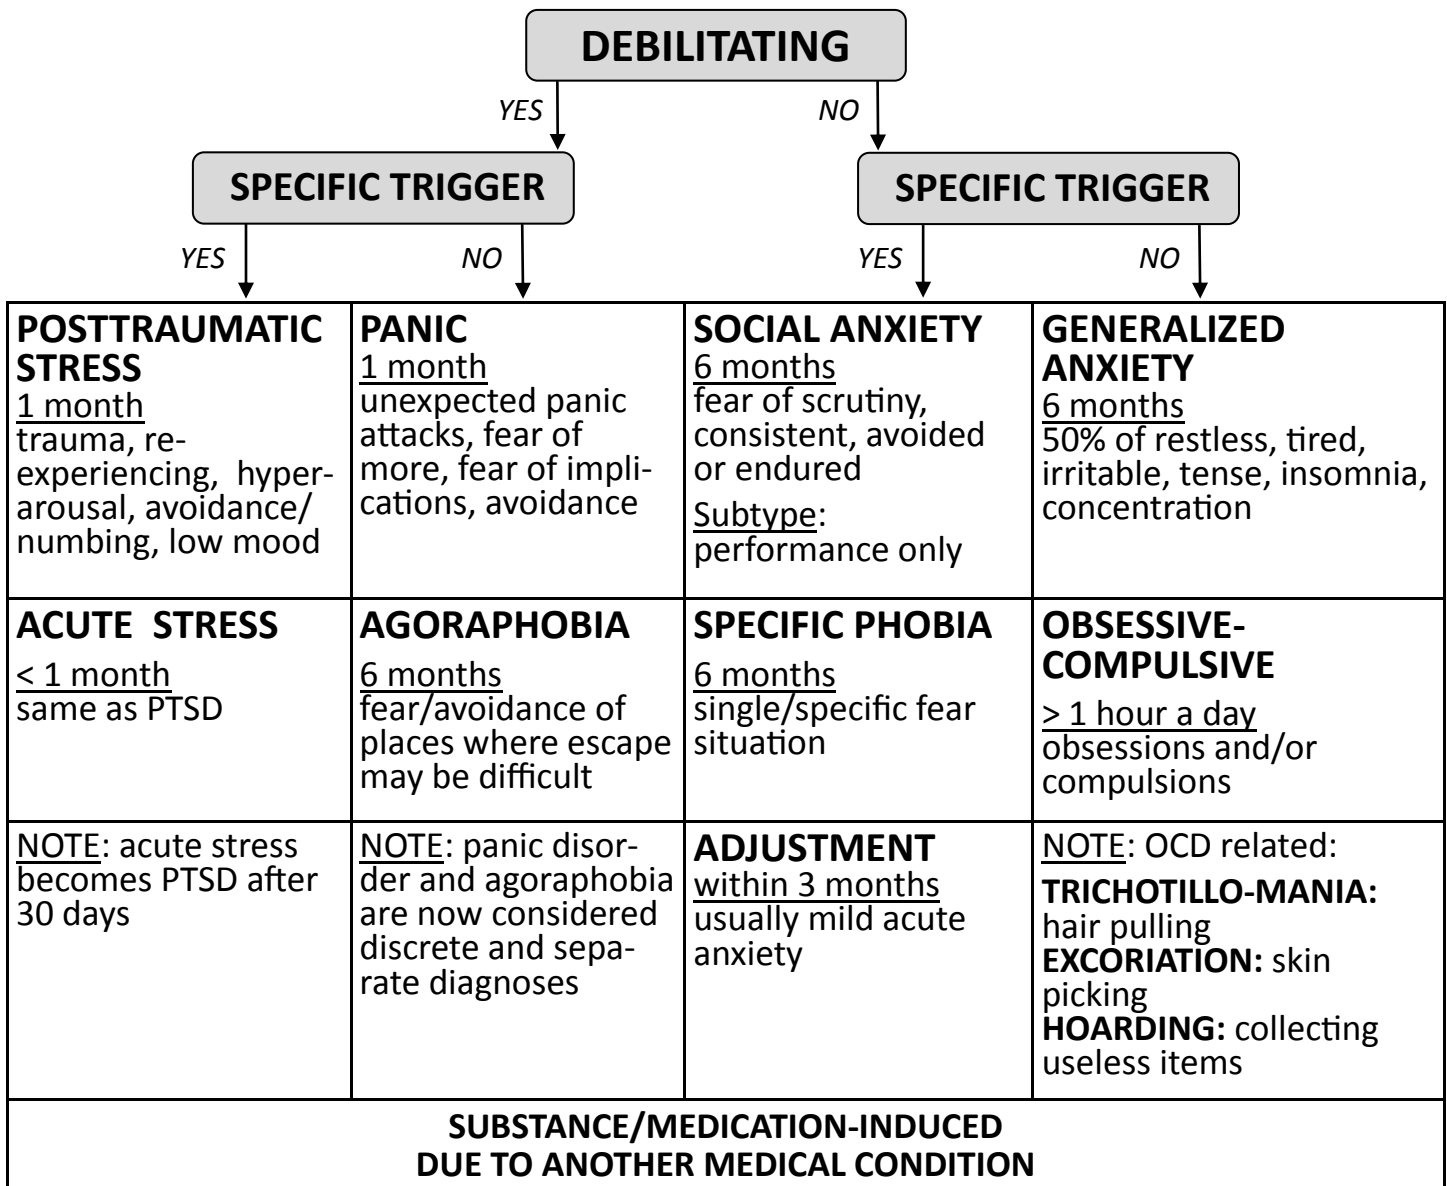 DEBILITATING
YES
NO
SPECIFIC TRIGGER
SPECIFIC TRIGGER
YES
NO
YES
NO
POSTTRAUMATIC
STRESS
1 month
trauma, re-
experiencing, hyper-
arousal, avoidance/
numbing, low mood
PANIC
1 month
unexpected panic
attacks, fear of
more, fear of impli-
cations, avoidance
SOCIAL ANXIETY
6 months
fear of scrutiny,
consistent, avoided
or endured
Subtype:
performance only
GENERALIZED
ANXIETY
6 months
50% of restless, tired,
irritable, tense, insomnia,
concentration
ACUTE STRESS
< 1 month
same as PTSD
AGORAPHOBIA
6 months
fear/avoidance of
places where escape
may be difficult
SPECIFIC PHOBIA
6 months
single/specific fear
situation
OBSESSIVE-
COMPULSIVE
> 1 hour a day
obsessions and/or
compulsions
NOTE: acute stress
becomes PTSD after
30 days
NOTE: panic disor-
der and agoraphobia
are now considered
discrete and sepa-
rate diagnoses
ADJUSTMENT
within 3 months
usually mild acute
anxiety
NOTE: OCD related:
TRICHOTILLO-MANIA:
hair pulling
EXCORIATION: skin
picking
HOARDING: collecting
useless items
SUBSTANCE/MEDICATION-INDUCED
DUE TO ANOTHER MEDICAL CONDITION